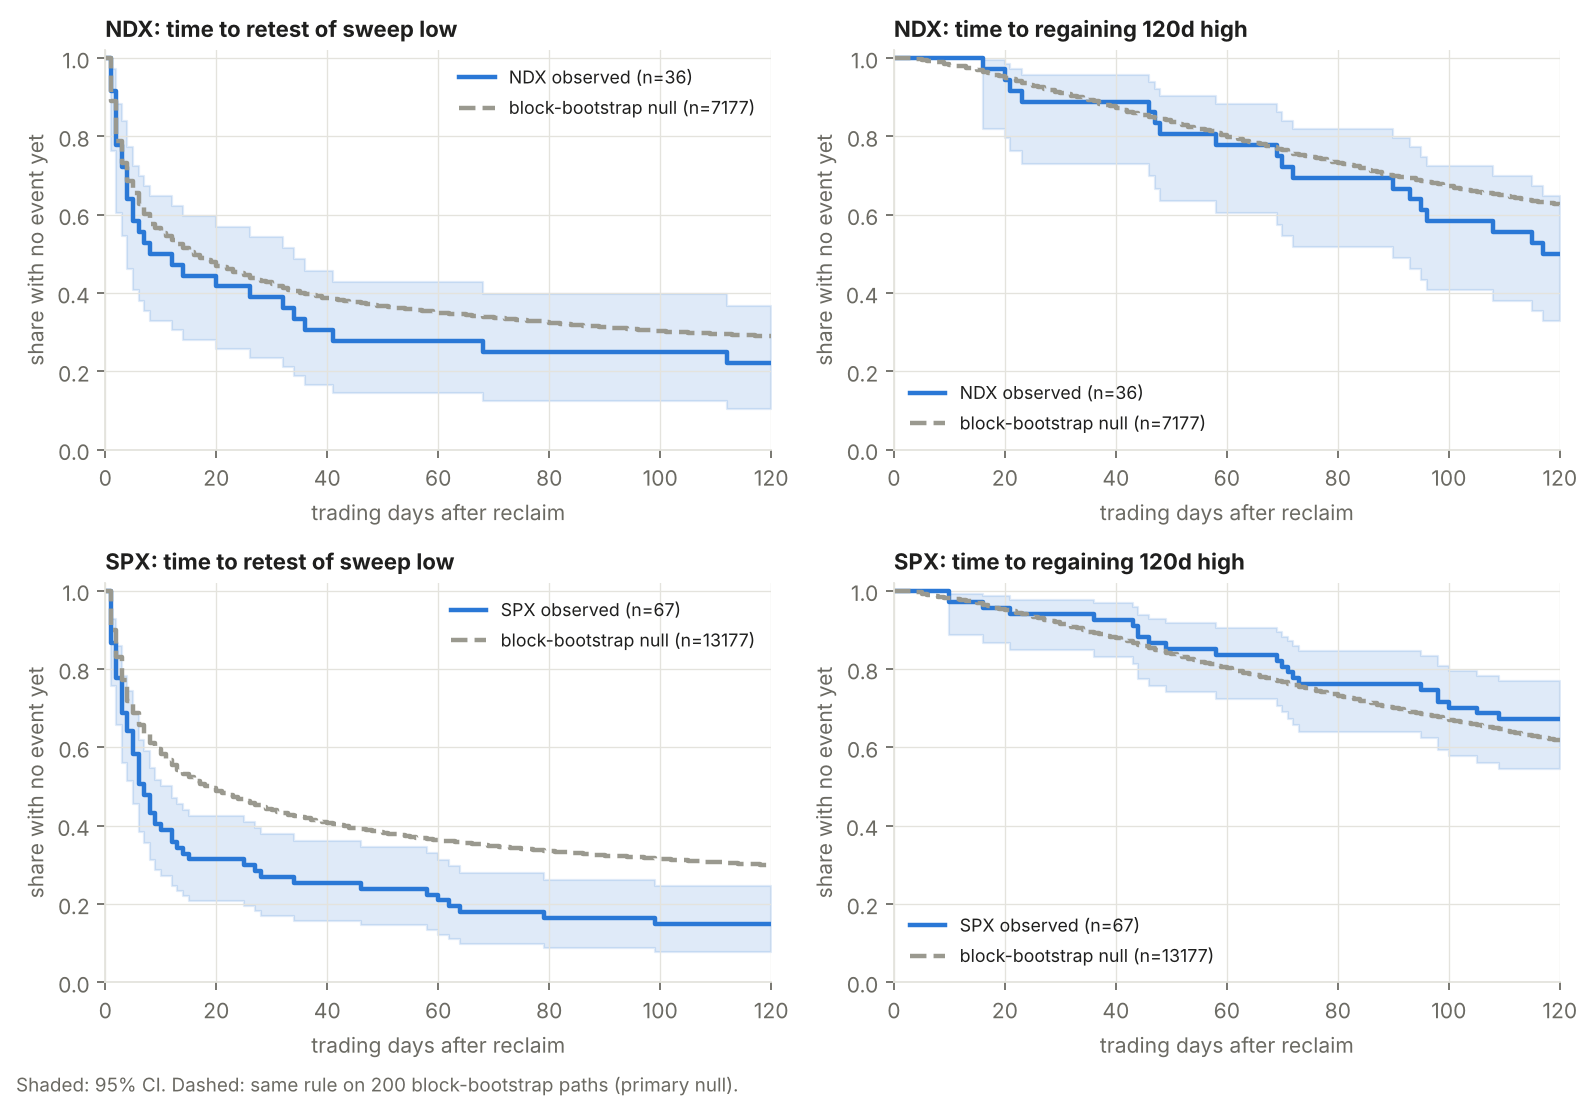 NDX: time to retest of sweep low
share with no event yet
1.0
0.8
0.6
0.4
0.2
0.0
NDX observed (n=36)
block-bootstrap null (n=7177)
0 20 40 60 80 100 120
trading days after reclaim
NDX: time to regaining 120d high
share with no event yet
1.0
0.8
0.6
0.4
0.2
0.0
NDX observed (n=36)
block-bootstrap null (n=7177)
0 20 40 60 80 100 120
trading days after reclaim
SPX: time to retest of sweep low
share with no event yet
1.0
0.8
0.6
0.4
0.2
0.0
SPX observed (n=67)
block-bootstrap null (n=13177)
0 20 40 60 80 100 120
trading days after reclaim
SPX: time to regaining 120d high
share with no event yet
1.0
0.8
0.6
0.4
0.2
0.0
SPX observed (n=67)
block-bootstrap null (n=13177)
0 20 40 60 80 100 120
trading days after reclaim
Shaded: 95% CI. Dashed: same rule on 200 block-bootstrap paths (primary null).